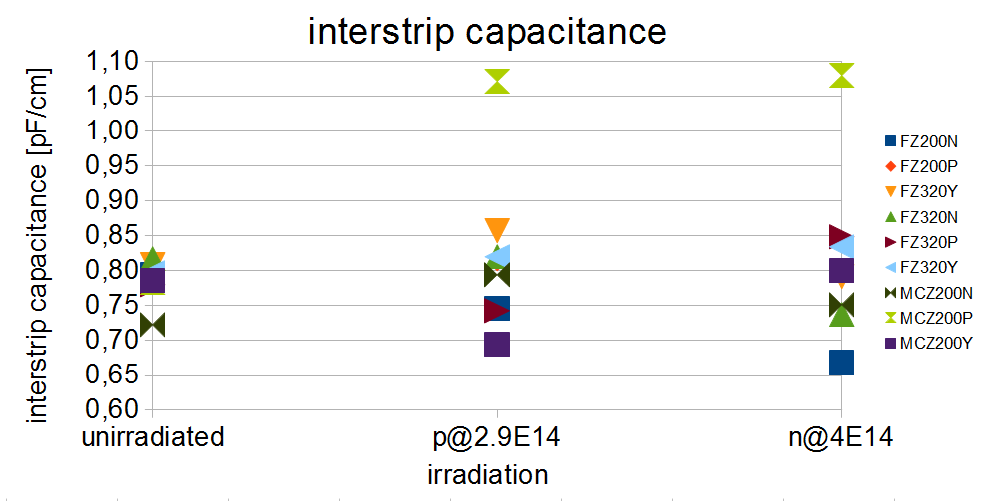 interstrip capacitance
interstrip capacitance [pF/cm]
1,10
1,05
1,00
0,95
0,90
0,85
0,80
0,75
0,70
0,65
0,60
unirradiated
p@2.9E14
n@4E14
irradiation
FZ200N
FZ200P
FZ320Y
FZ320N
FZ320P
FZ320Y
MCZ200N
MCZ200P
MCZ200Y